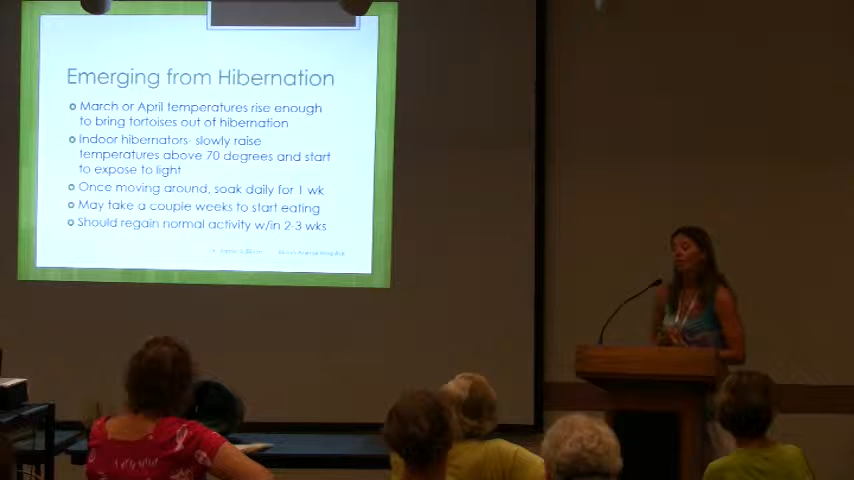 Emerging from Hibernation
March or April temperatures rise enough
to bring tortoises out of hibernation
Indoor hibernators- slowly raise
temperatures above 70 degrees and start
to expose to light
Once moving around, soak daily for 1 wk
May take a couple weeks to start eating
Should regain normal activity w/in 2-3 wks